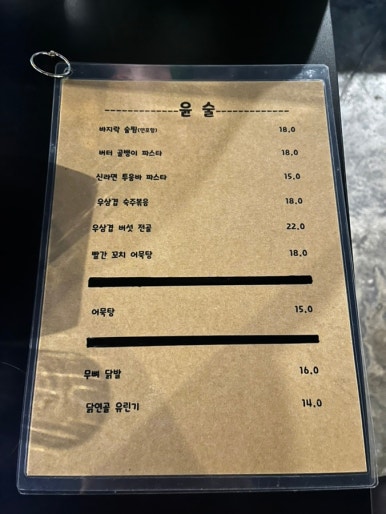 윤 술
바지락 술찜(빈포함) 18.0
버터 골뱅이 파스타 18.0
신라면 투움바 파스타 15.0
우삼겹 숙주볶음 18.0
우삼겹 버섯 전골 22.0
빨간 꼬치 어묵탕 18.0
어묵탕 15.0
무뼈 닭발 16.0
닭연골 유린기 14.0